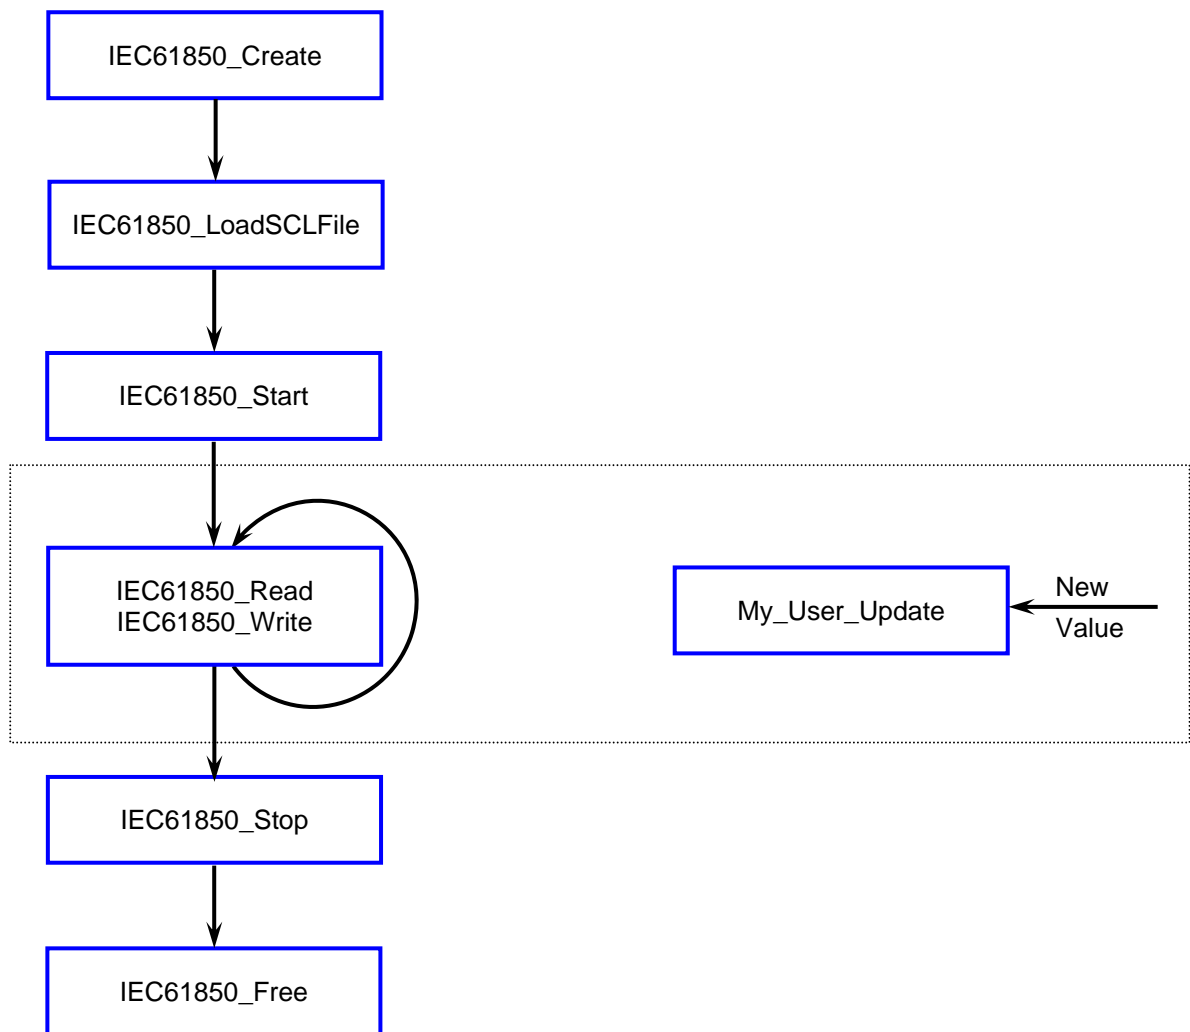 IEC61850_Create
IEC61850_LoadSCLFile
IEC61850_Start
IEC61850_Read
IEC61850_Write
My_User_Update
New
Value
IEC61850_Stop
IEC61850_Free